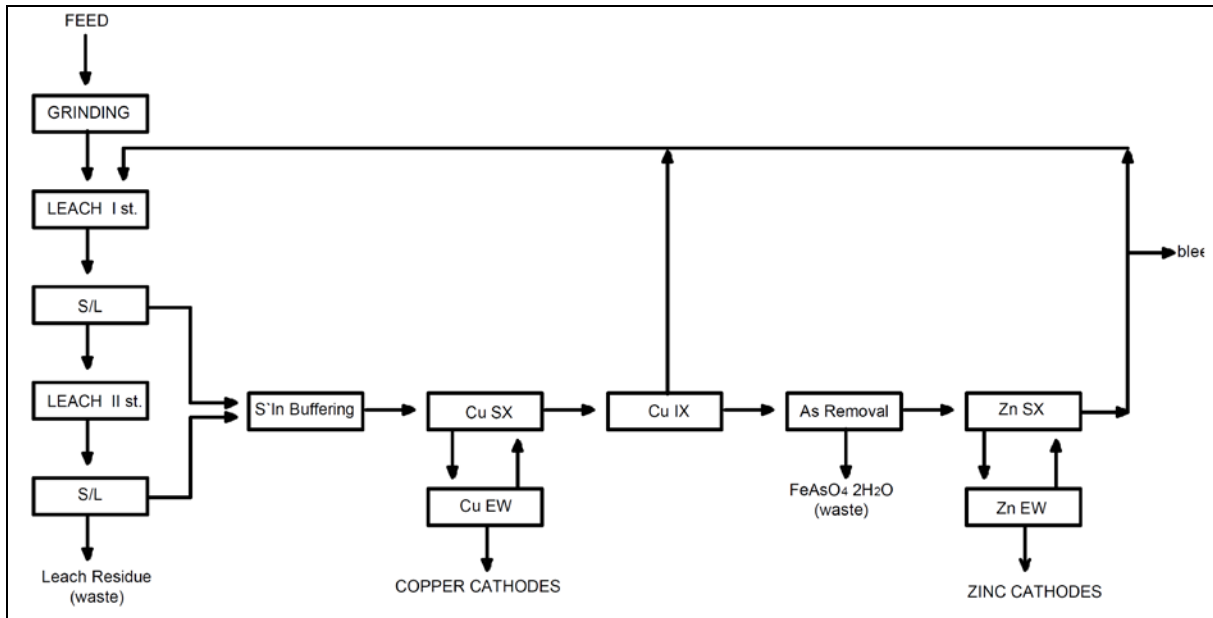 FEED
GRINDING
LEACH I st.
S/L
LEACH II st.
S/L
Leach Residue
(waste)
S`ln Buffering
Cu SX
Cu EW
COPPER CATHODES
Cu IX
As Removal
FeAsO4 2H2O
(waste)
Zn SX
Zn EW
ZINC CATHODES